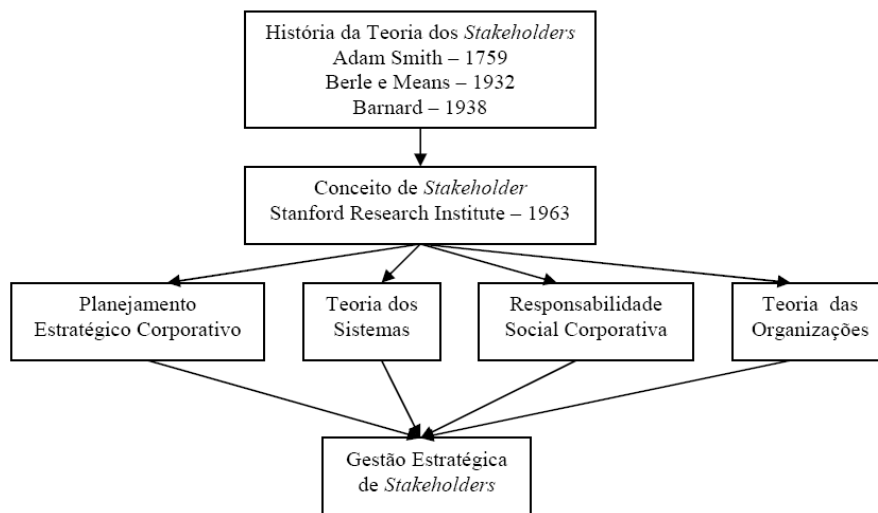 História da Teoria dos Stakeholders
Adam Smith – 1759
Berle e Means – 1932
Barnard – 1938
Conceito de Stakeholder
Stanford Research Institute – 1963
Planejamento
Estratégico Corporativo
Teoria dos
Sistemas
Responsabilidade
Social Corporativa
Teoria das
Organizações
Gestão Estratégica
de Stakeholders